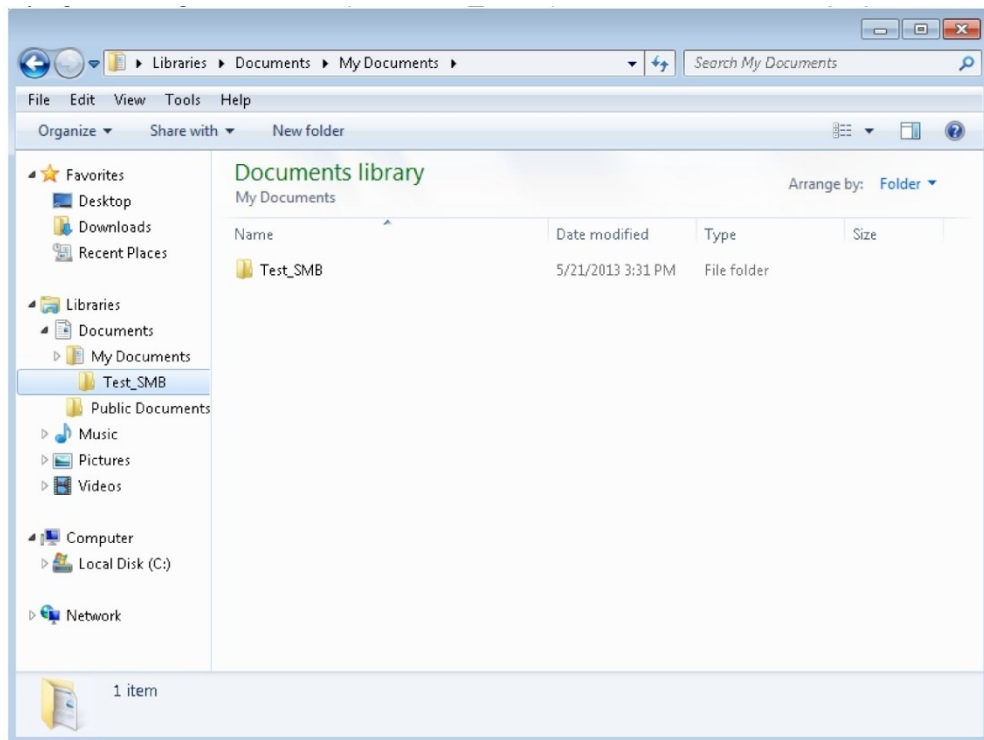 Libraries Documents My Documents
Search My Documents
File Edit View Tools Help
Organize Share with New folder
Favorites
Desktop
Downloads
Recent Places
Libraries
Documents
My Documents
Test_SMB
Public Documents
Music
Pictures
Videos
Computer
Local Disk (C:)
Network
Documents library
My Documents
Arrange by: Folder
Name Date modified Type Size
Test_SMB 5/21/2013 3:31 PM File folder
1 item